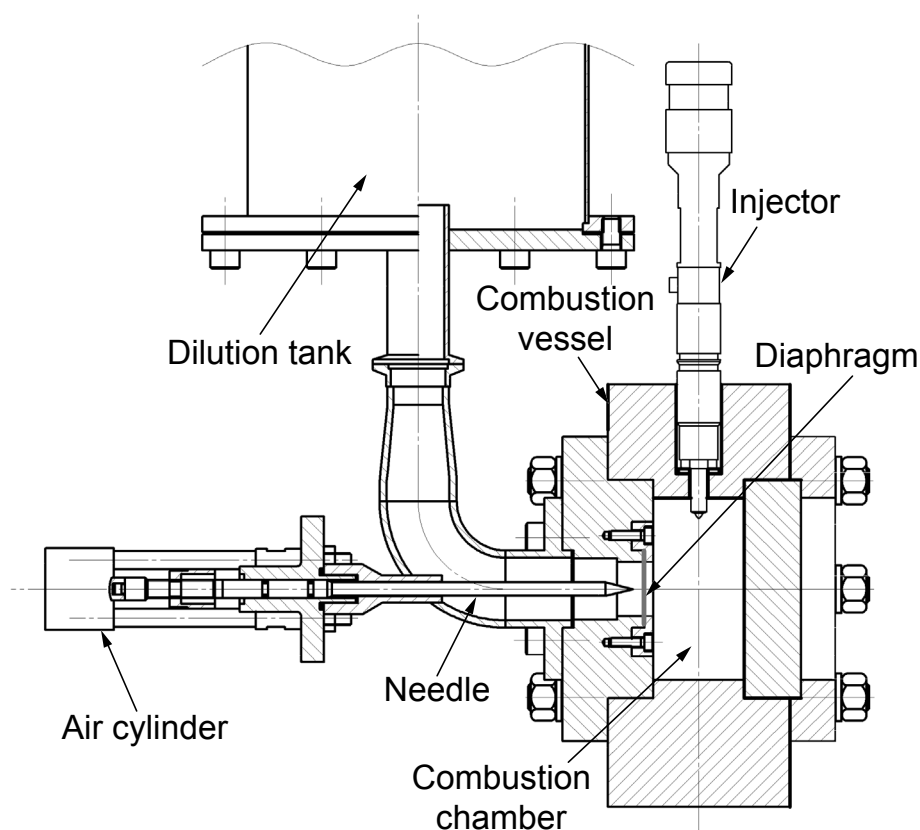 Injector
Combustion
vessel
Dilution tank
Diaphragm
Needle
Air cylinder
Combustion
chamber